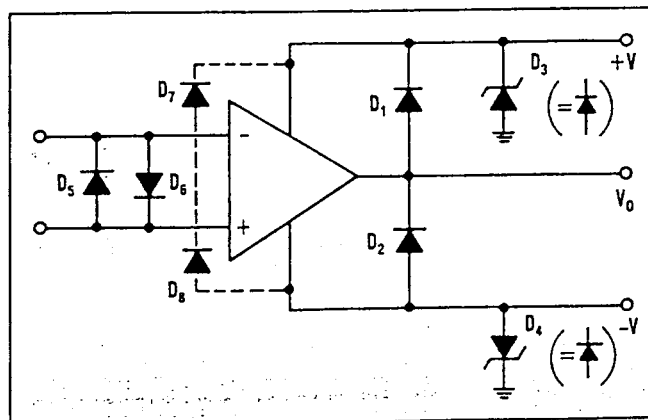 D₃
+V
D₇
D₁
(=)
−
D₅
D₆
V₀
+
D₂
D₈
D₄
−V
(=)